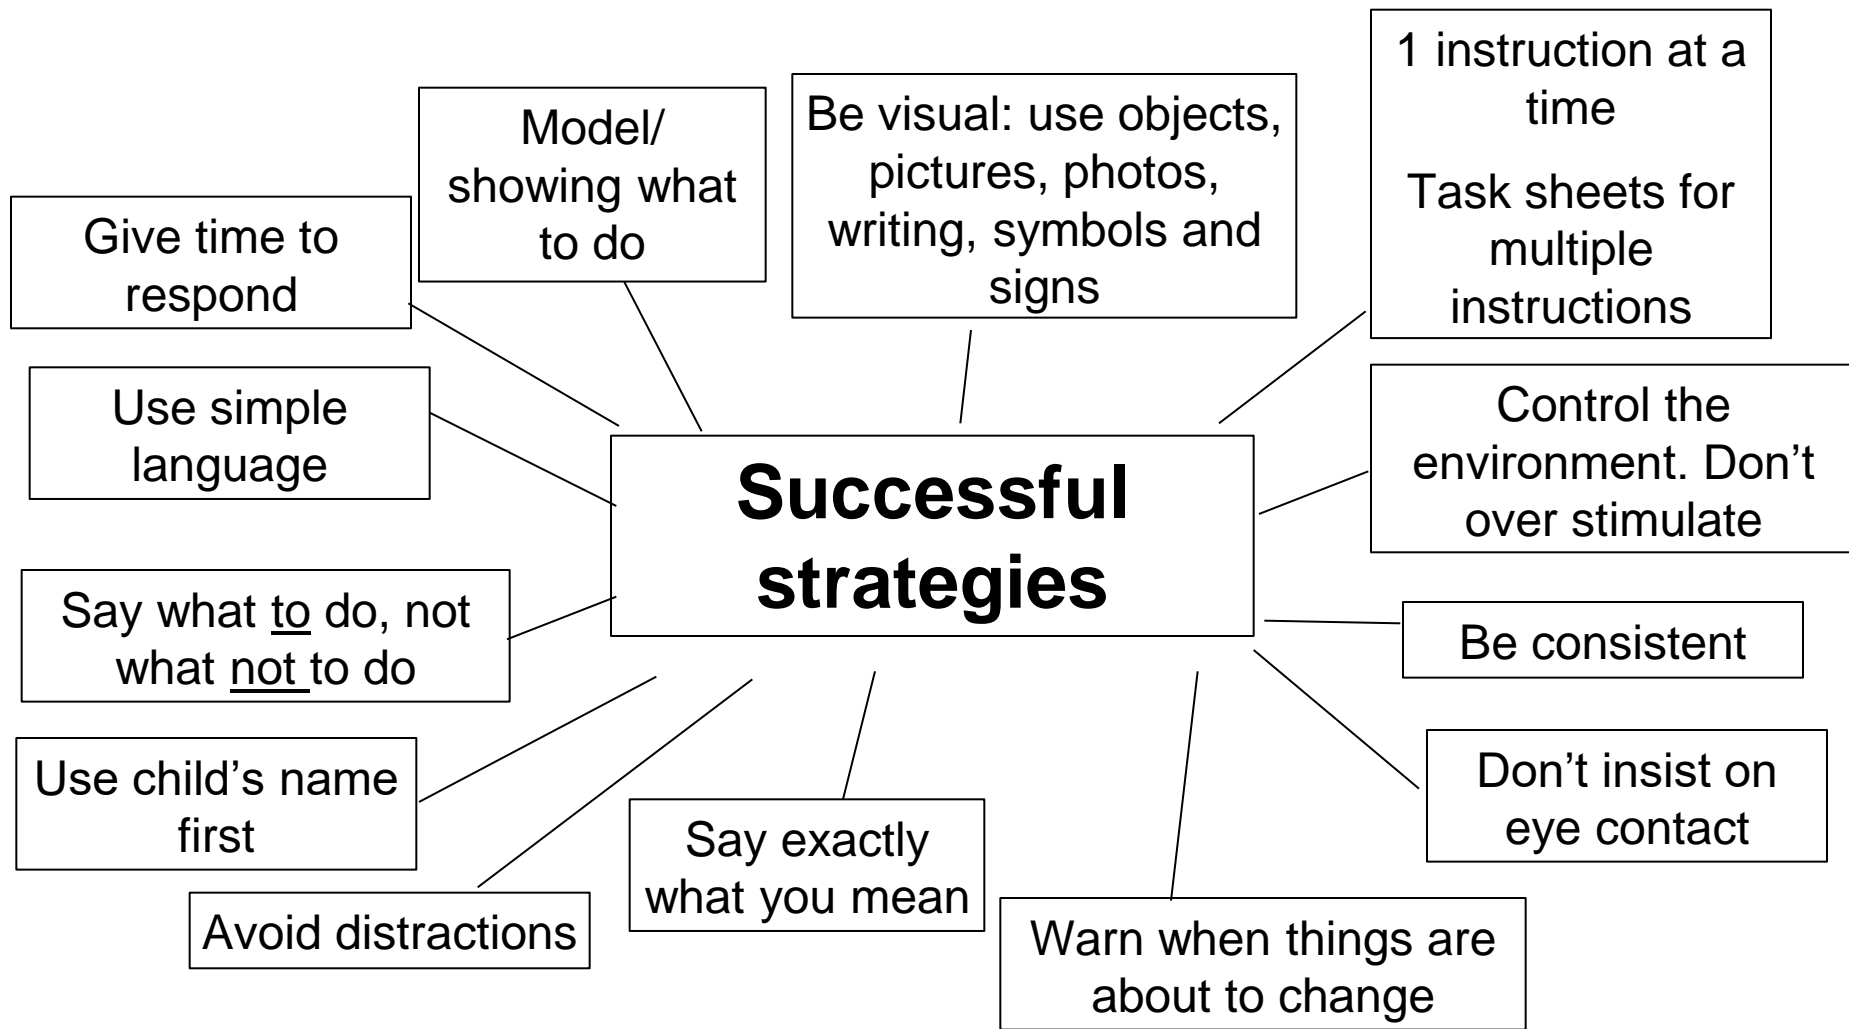 Model/
showing what
to do
Be visual: use objects,
pictures, photos,
writing, symbols and
signs
1 instruction at a
time
Task sheets for
multiple
instructions
Give time to
respond
Use simple
language
Successful
strategies
Control the
environment. Don’t
over stimulate
Say what to do, not
what not to do
Be consistent
Use child’s name
first
Don’t insist on
eye contact
Avoid distractions
Say exactly
what you mean
Warn when things are
about to change